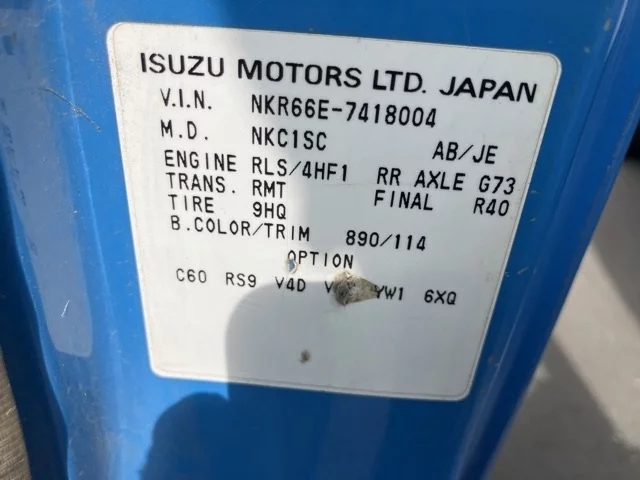 ISUZU MOTORS LTD. JAPAN
V.I.N. NKR66E-7418004
M.D. NKC1SC AB/JE
ENGINE RLS/4HF1 RR AXLE G73
TRANS. RMT FINAL R40
TIRE 9HQ
B.COLOR/TRIM 890/114
OPTION
C60 RS9 V4D YW1 6XQ